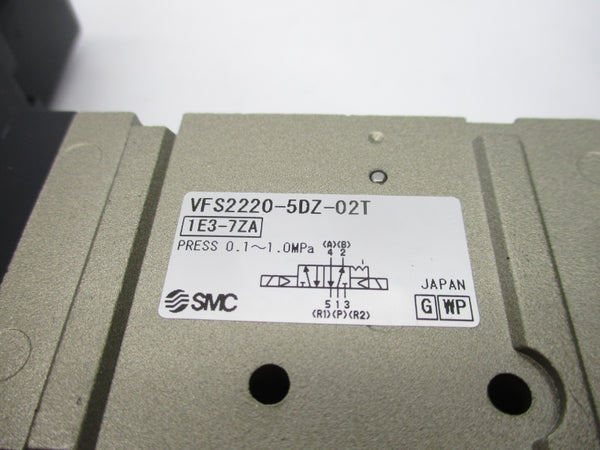 VFS2220-5DZ-02T
1E3-7ZA
PRESS 0.1~1.0MPa
(A)(B)
4 2
5 1 3
(R1)(P)(R2)
SMC
JAPAN
G WP